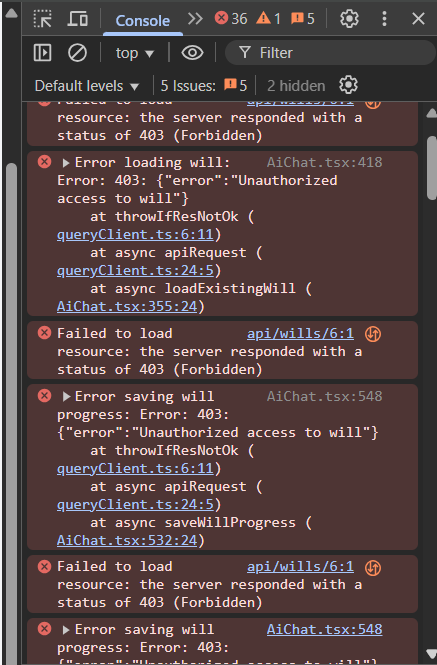 Console 36 1 5
top Filter
Default levels 5 Issues: 5 2 hidden
Failed to load api/wills/6:1
resource: the server responded with a
status of 403 (Forbidden)
Error loading will: AiChat.tsx:418
Error: 403: {"error":"Unauthorized
access to will"}
at throwIfResNotOk (
queryClient.ts:6:11)
at async apiRequest (
queryClient.ts:24:5)
at async loadExistingWill (
AiChat.tsx:355:24)
Failed to load api/wills/6:1
resource: the server responded with a
status of 403 (Forbidden)
Error saving will AiChat.tsx:548
progress: Error: 403:
{"error":"Unauthorized access to will"}
at throwIfResNotOk (
queryClient.ts:6:11)
at async apiRequest (
queryClient.ts:24:5)
at async saveWillProgress (
AiChat.tsx:532:24)
Failed to load api/wills/6:1
resource: the server responded with a
status of 403 (Forbidden)
Error saving will AiChat.tsx:548
progress: Error: 403:
{"error":"Unauthorized access to will"}